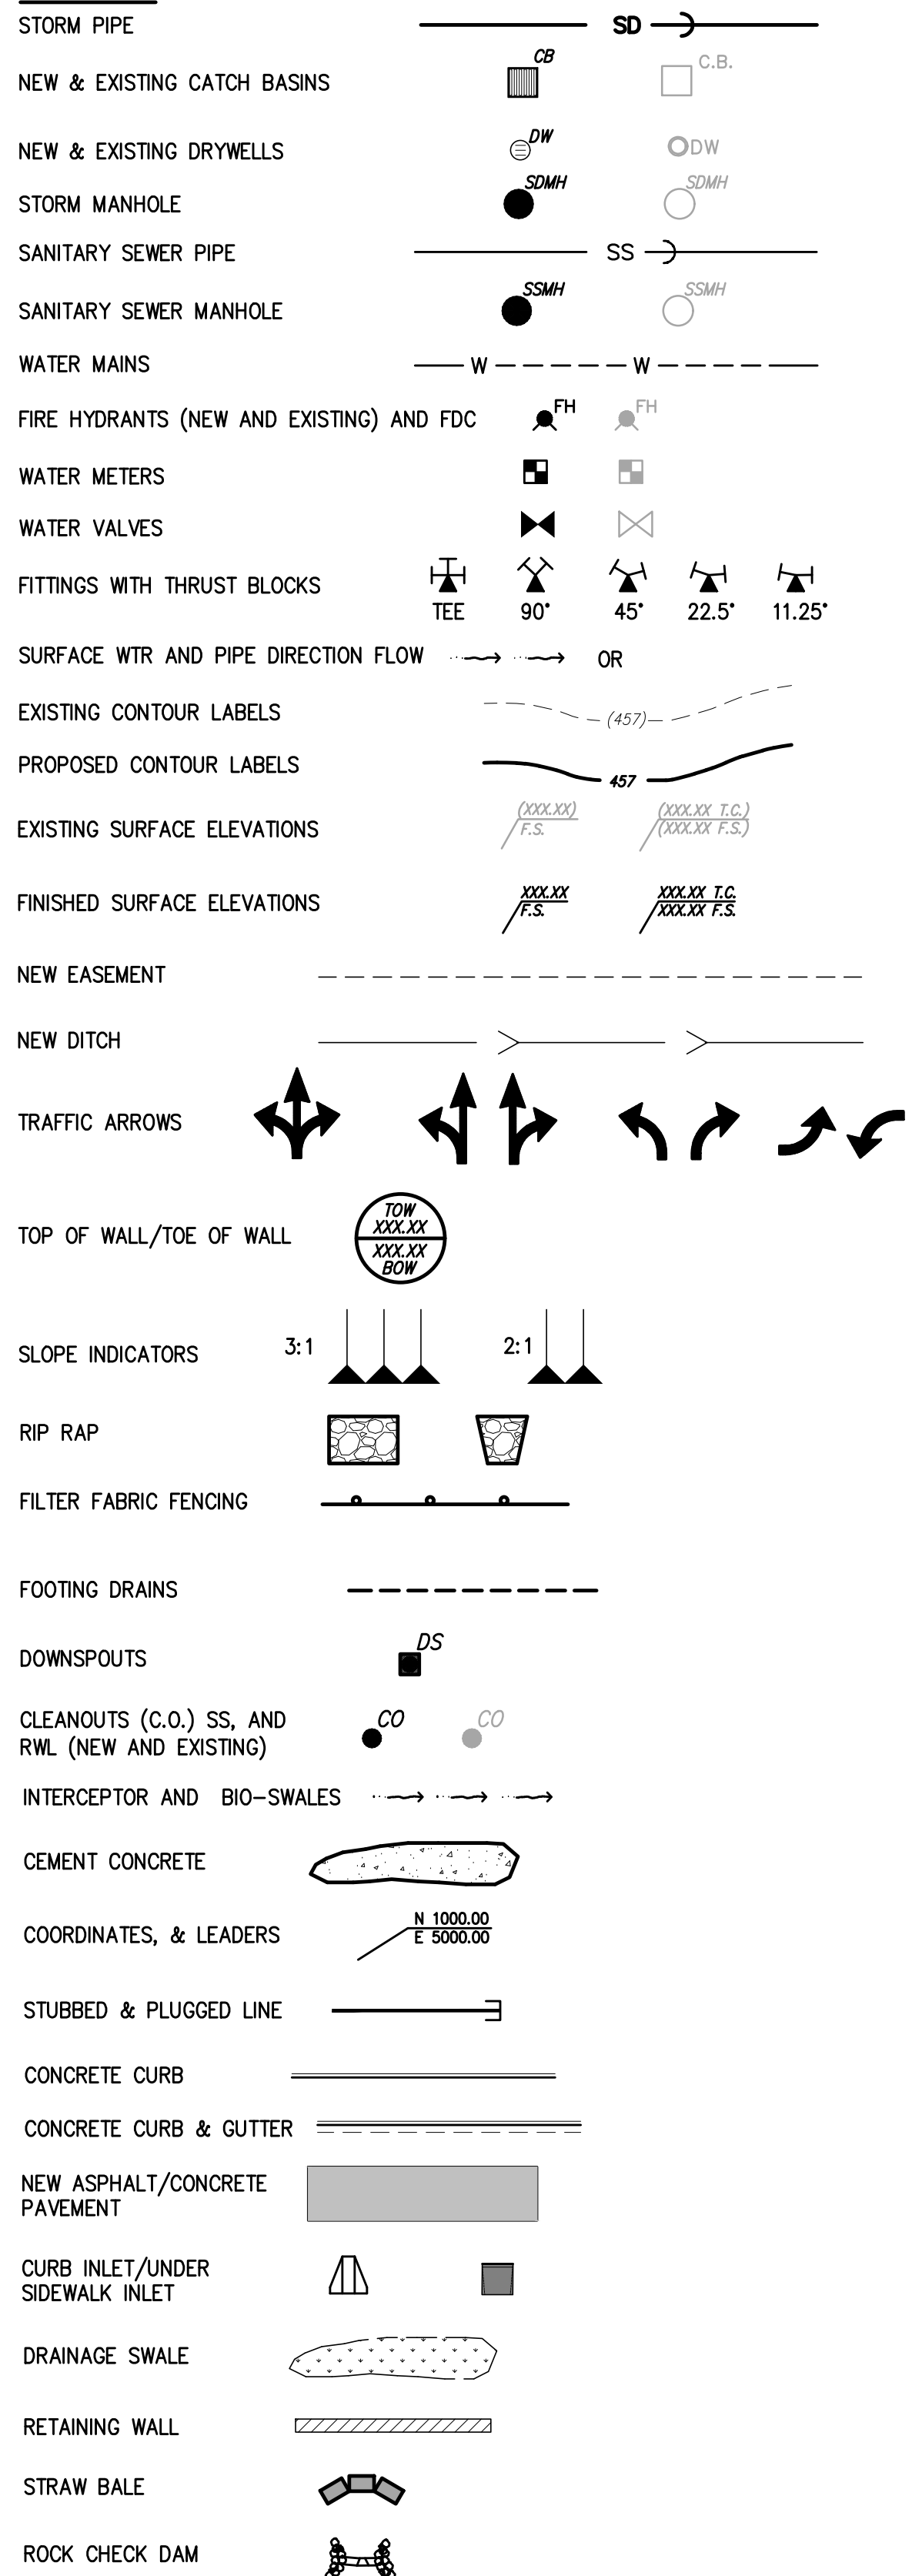 STORM PIPE SD
NEW & EXISTING CATCH BASINS CB C.B.
NEW & EXISTING DRYWELLS DW DW
STORM MANHOLE SDMH SDMH
SANITARY SEWER PIPE SS
SANITARY SEWER MANHOLE SSMH SSMH
WATER MAINS W W
FIRE HYDRANTS (NEW AND EXISTING) AND FDC FH FH
WATER METERS
WATER VALVES
FITTINGS WITH THRUST BLOCKS
TEE 90° 45° 22.5° 11.25°
SURFACE WTR AND PIPE DIRECTION FLOW OR
EXISTING CONTOUR LABELS (457)
PROPOSED CONTOUR LABELS 457
EXISTING SURFACE ELEVATIONS (XXX.XX) (XXX.XX T.C.)
F.S. (XXX.XX F.S.)
FINISHED SURFACE ELEVATIONS XXX.XX XXX.XX T.C.
F.S. XXX.XX F.S.
NEW EASEMENT
NEW DITCH
TRAFFIC ARROWS
TOP OF WALL/TOE OF WALL
TOW
XXX.XX
XXX.XX
BOW
SLOPE INDICATORS 3:1 2:1
RIP RAP
FILTER FABRIC FENCING
FOOTING DRAINS
DOWNSPOUTS DS
CLEANOUTS (C.O.) SS, AND CO CO
RWL (NEW AND EXISTING)
INTERCEPTOR AND BIO-SWALES
CEMENT CONCRETE
COORDINATES, & LEADERS N 1000.00
E 5000.00
STUBBED & PLUGGED LINE
CONCRETE CURB
CONCRETE CURB & GUTTER
NEW ASPHALT/CONCRETE
PAVEMENT
CURB INLET/UNDER
SIDEWALK INLET
DRAINAGE SWALE
RETAINING WALL
STRAW BALE
ROCK CHECK DAM